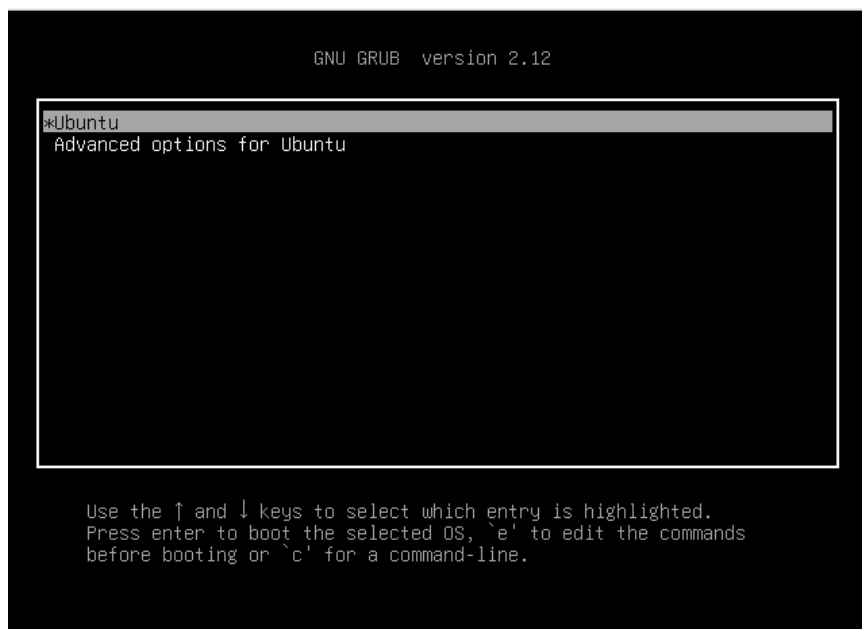 GNU GRUB version 2.12
*Ubuntu
Advanced options for Ubuntu
Use the ↑ and ↓ keys to select which entry is highlighted.
Press enter to boot the selected OS, `e' to edit the commands
before booting or `c' for a command-line.